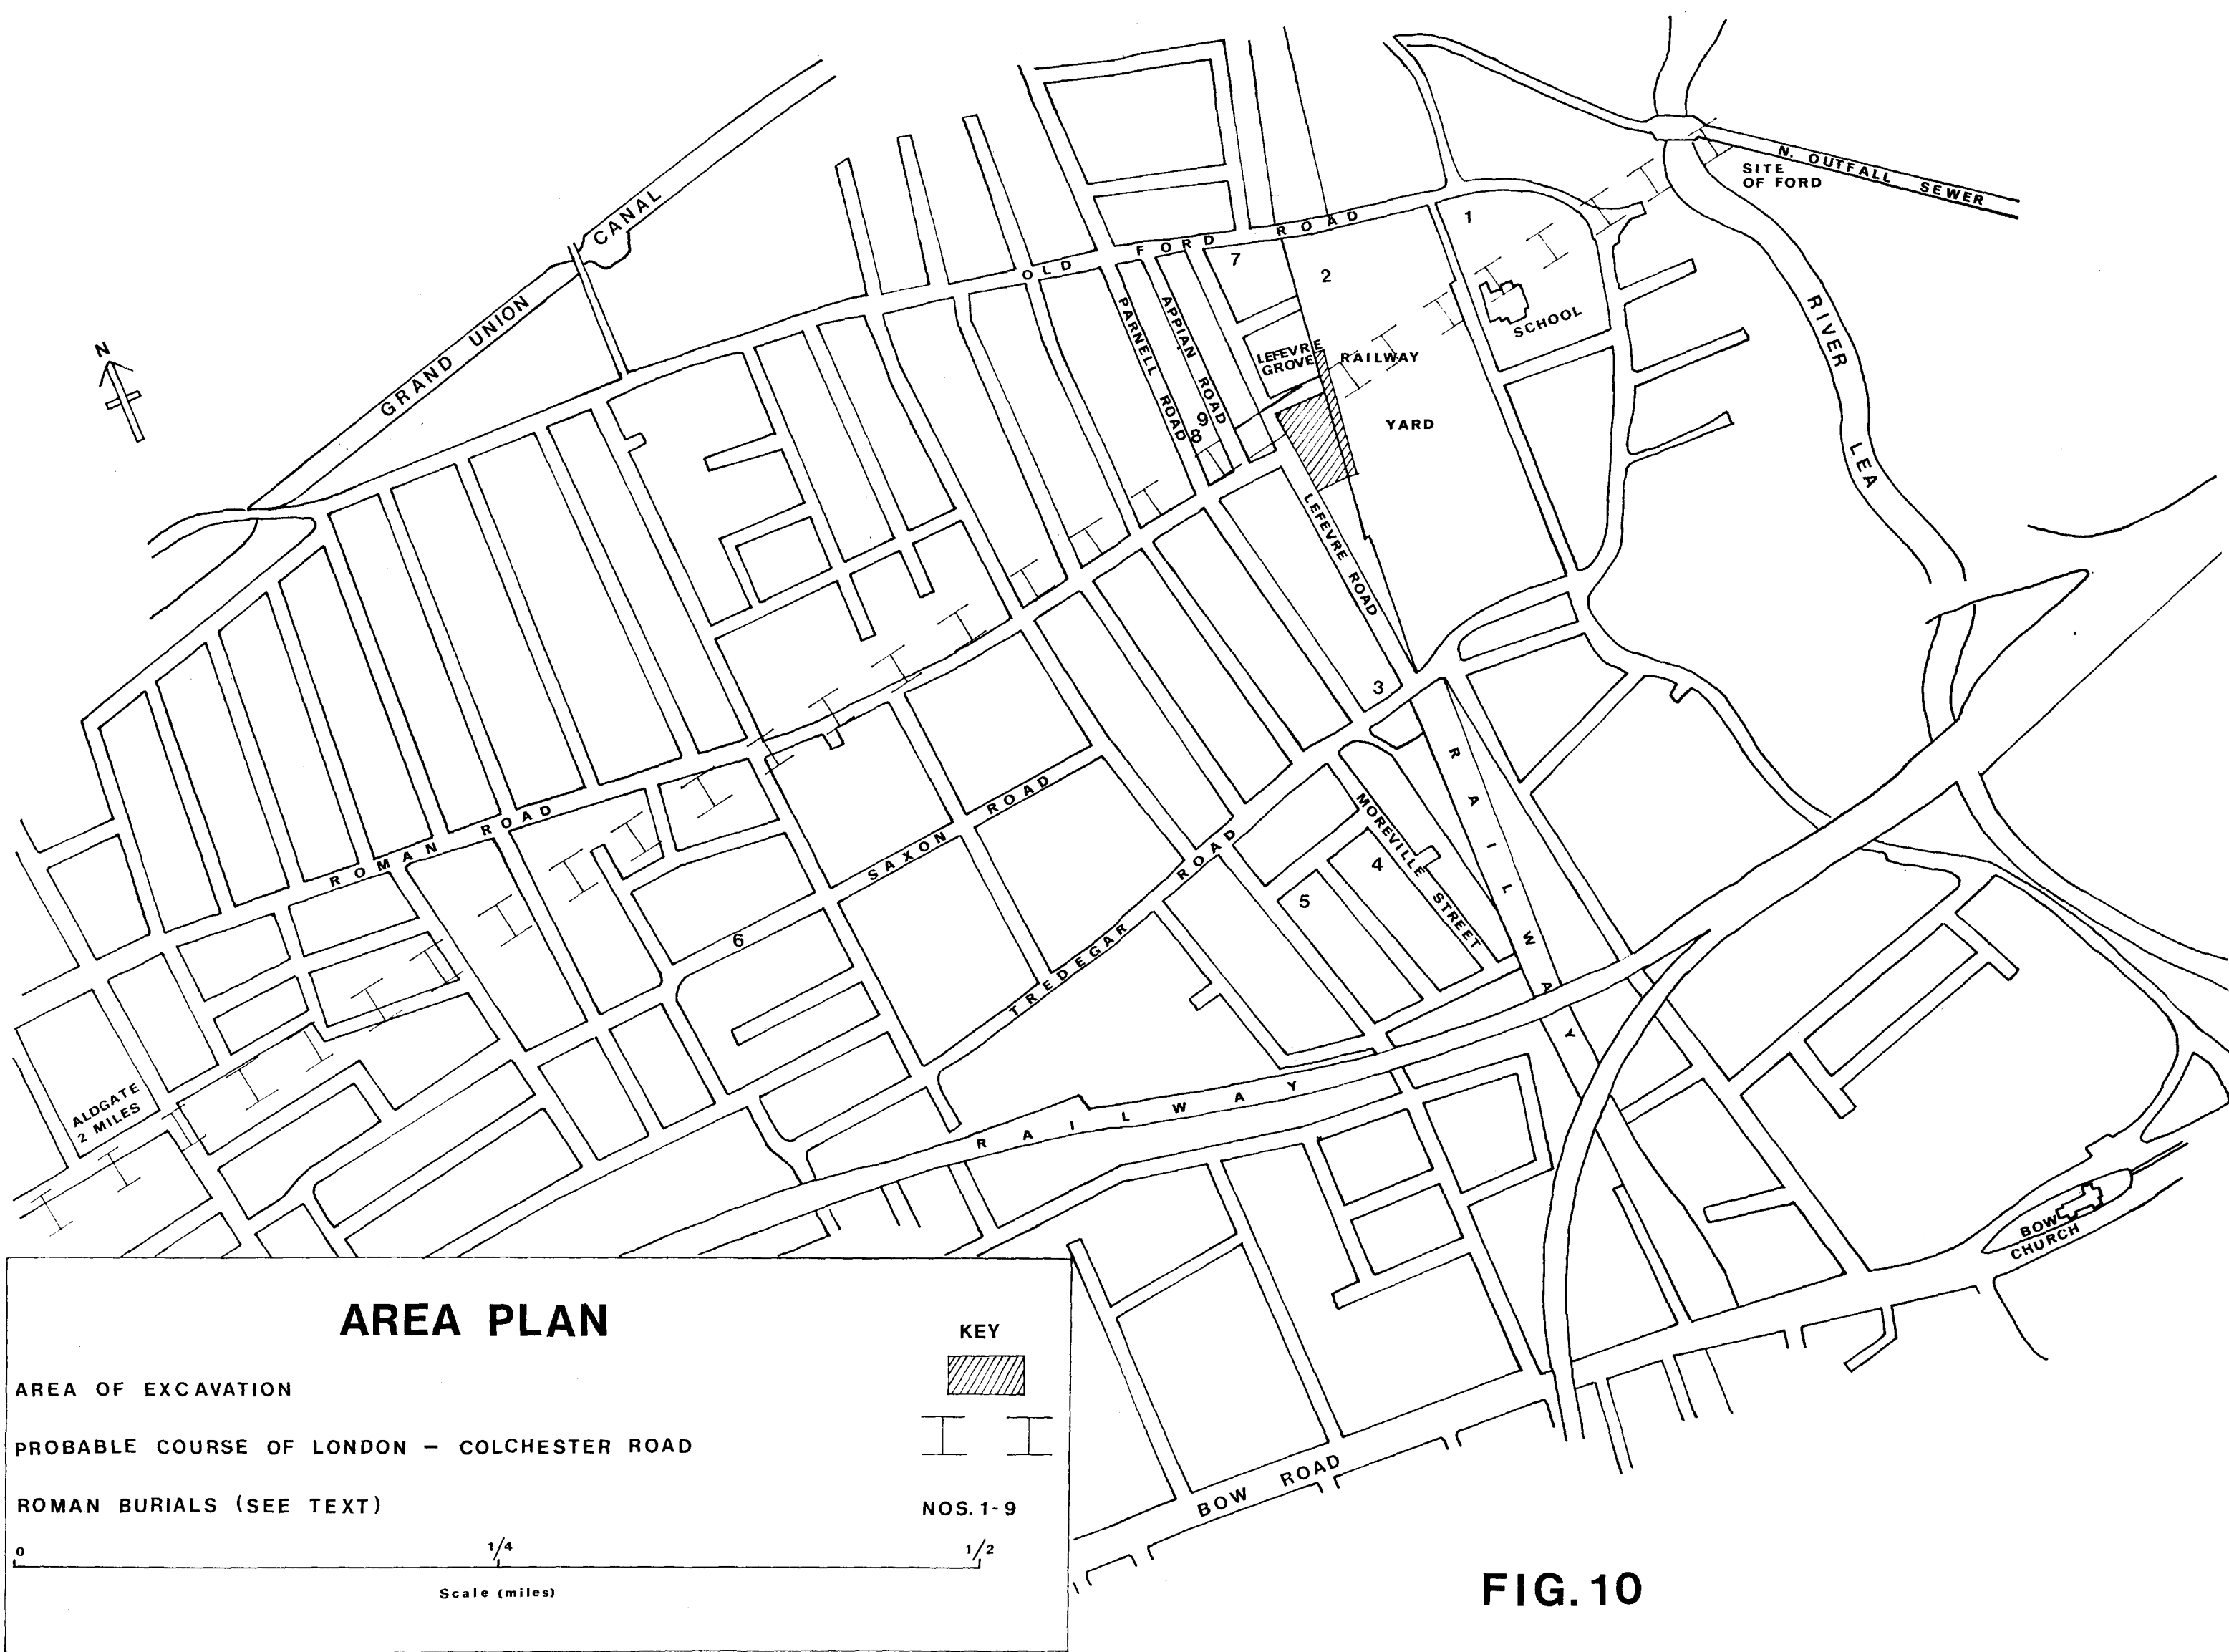 GRAND UNION CANAL
N
OLD FORD ROAD
N. OUTFALL SEWER
SITE
OF FORD
RIVER LEA
1
2
7
SCHOOL
PARNELL ROAD
APPIAN ROAD
LEFEVRE
GROVE
RAILWAY
YARD
9
8
LEFEVRE ROAD
3
ROMAN ROAD
SAXON ROAD
TREDEGAR ROAD
MOREVILLE STREET
4
5
6
RAILWAY
RAILWAY
ALDGATE
2 MILES
BOW
CHURCH
BOW ROAD
AREA PLAN
KEY
AREA OF EXCAVATION
PROBABLE COURSE OF LONDON – COLCHESTER ROAD
ROMAN BURIALS (SEE TEXT)
NOS. 1-9
0 1/4 1/2
Scale (miles)
FIG. 10